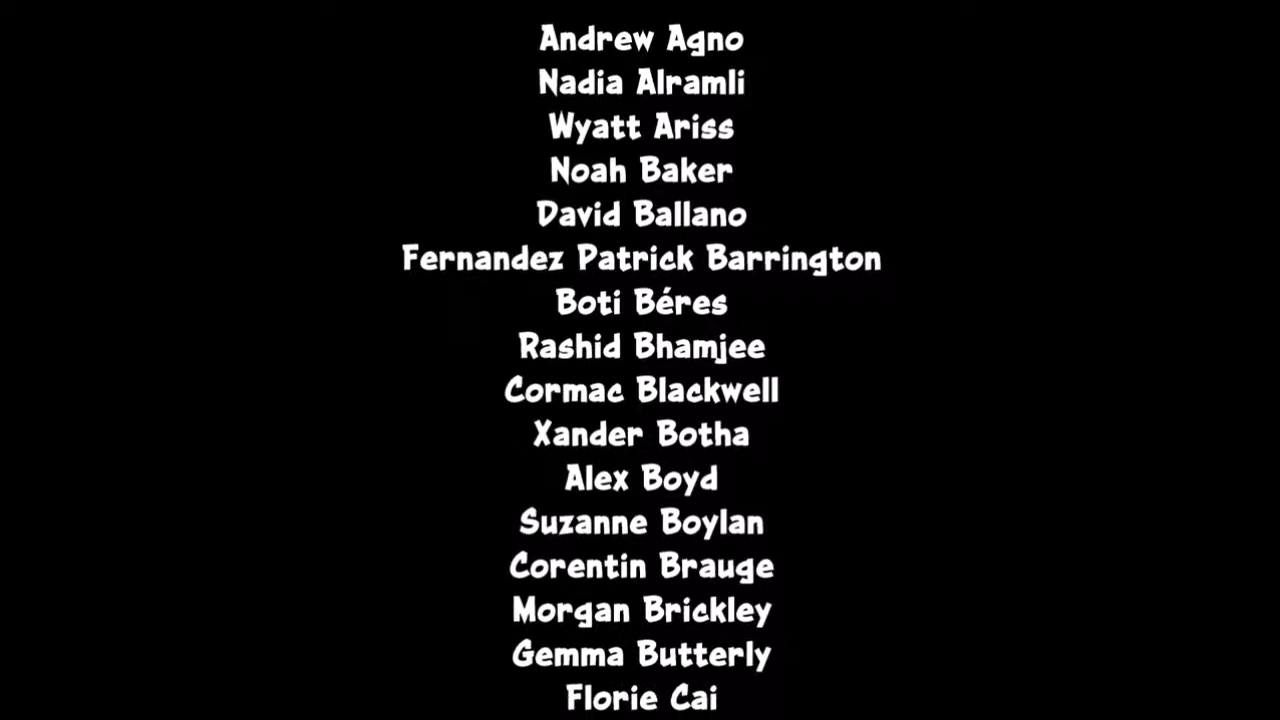 Andrew Agno
Nadia Alramli
Wyatt Ariss
Noah Baker
David Ballano
Fernandez Patrick Barrington
Boti Béres
Rashid Bhamjee
Cormac Blackwell
Xander Botha
Alex Boyd
Suzanne Boylan
Corentin Brauge
Morgan Brickley
Gemma Butterly
Florie Cai